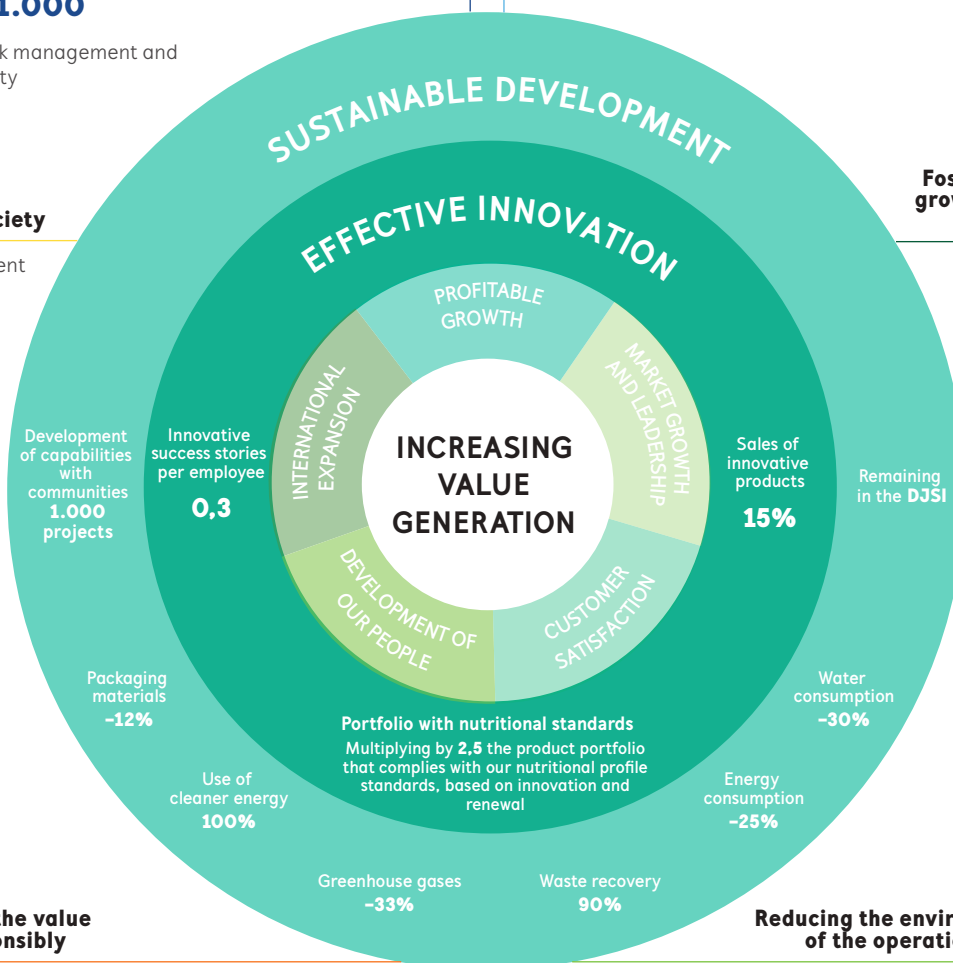 1.000
k management and
ty
ciety
ent
Fos
grov
SUSTAINABLE DEVELOPMENT
EFFECTIVE INNOVATION
PROFITABLE
GROWTH
INTERNATIONAL
EXPANSION
MARKET GROWTH
AND LEADERSHIP
INCREASING
VALUE
GENERATION
DEVELOPMENT OF
OUR PEOPLE
CUSTOMER
SATISFACTION
Development
of capabilities
with
communities
1.000
projects
Innovative
success stories
per employee
0,3
Sales of
innovative
products
15%
Remaining
in the DJSI
Packaging
materials
-12%
Water
consumption
-30%
Portfolio with nutritional standards
Multiplying by 2,5 the product portfolio
that complies with our nutritional profile
standards, based on innovation and
renewal
Use of
cleaner energy
100%
Energy
consumption
-25%
Greenhouse gases
-33%
Waste recovery
90%
the value
onsibly
Reducing the envir
of the operati